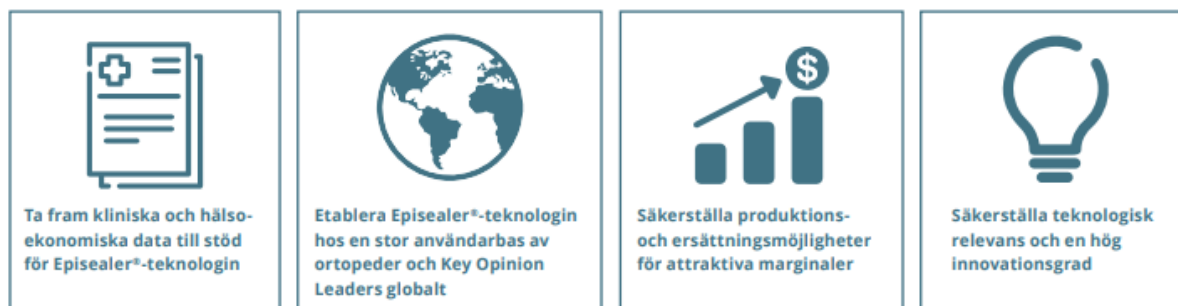 $
Ta fram kliniska och hälso-
ekonomiska data till stöd
för Episealer®-teknologin
Etablera Episealer®-teknologin
hos en stor användarbas av
ortopeder och Key Opinion
Leaders globalt
Säkerställa produktions-
och ersättningsmöjligheter
för attraktiva marginaler
Säkerställa teknologisk
relevans och en hög
innovationsgrad